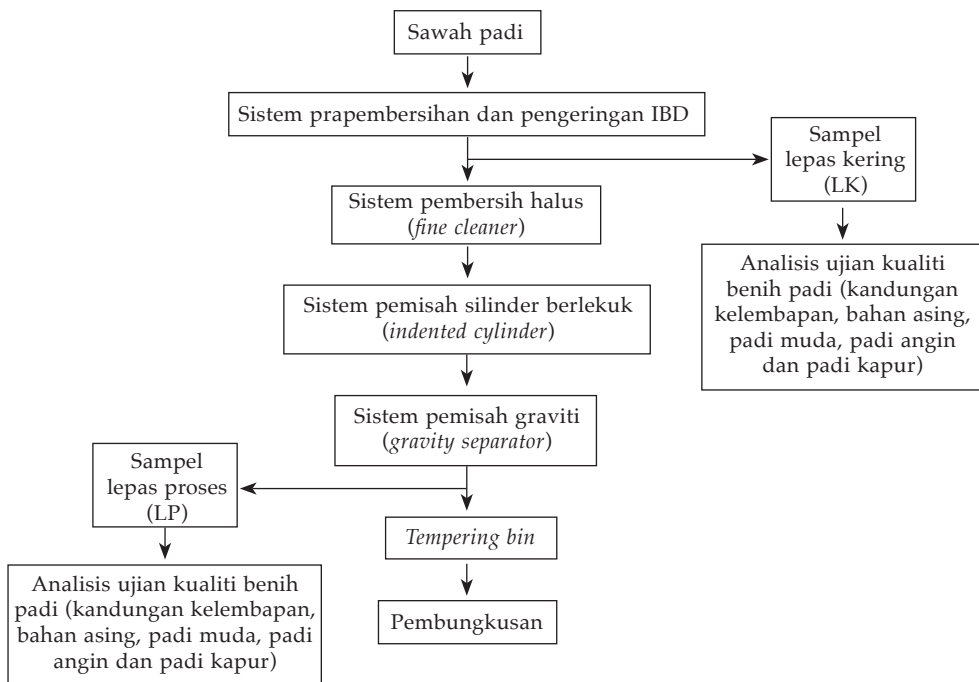 Sawah padi
Sistem prapembersihan dan pengeringan IBD
Sampel
lepas kering
(LK)
Sistem pembersih halus
(fine cleaner)
Analisis ujian kualiti
benih padi (kandungan
kelembapan, bahan asing,
padi muda, padi angin
dan padi kapur)
Sistem pemisah silinder berlekuk
(indented cylinder)
Sistem pemisah graviti
(gravity separator)
Sampel
lepas proses
(LP)
Tempering bin
Analisis ujian kualiti benih
padi (kandungan kelembapan,
bahan asing, padi muda, padi
angin dan padi kapur)
Pembungkusan